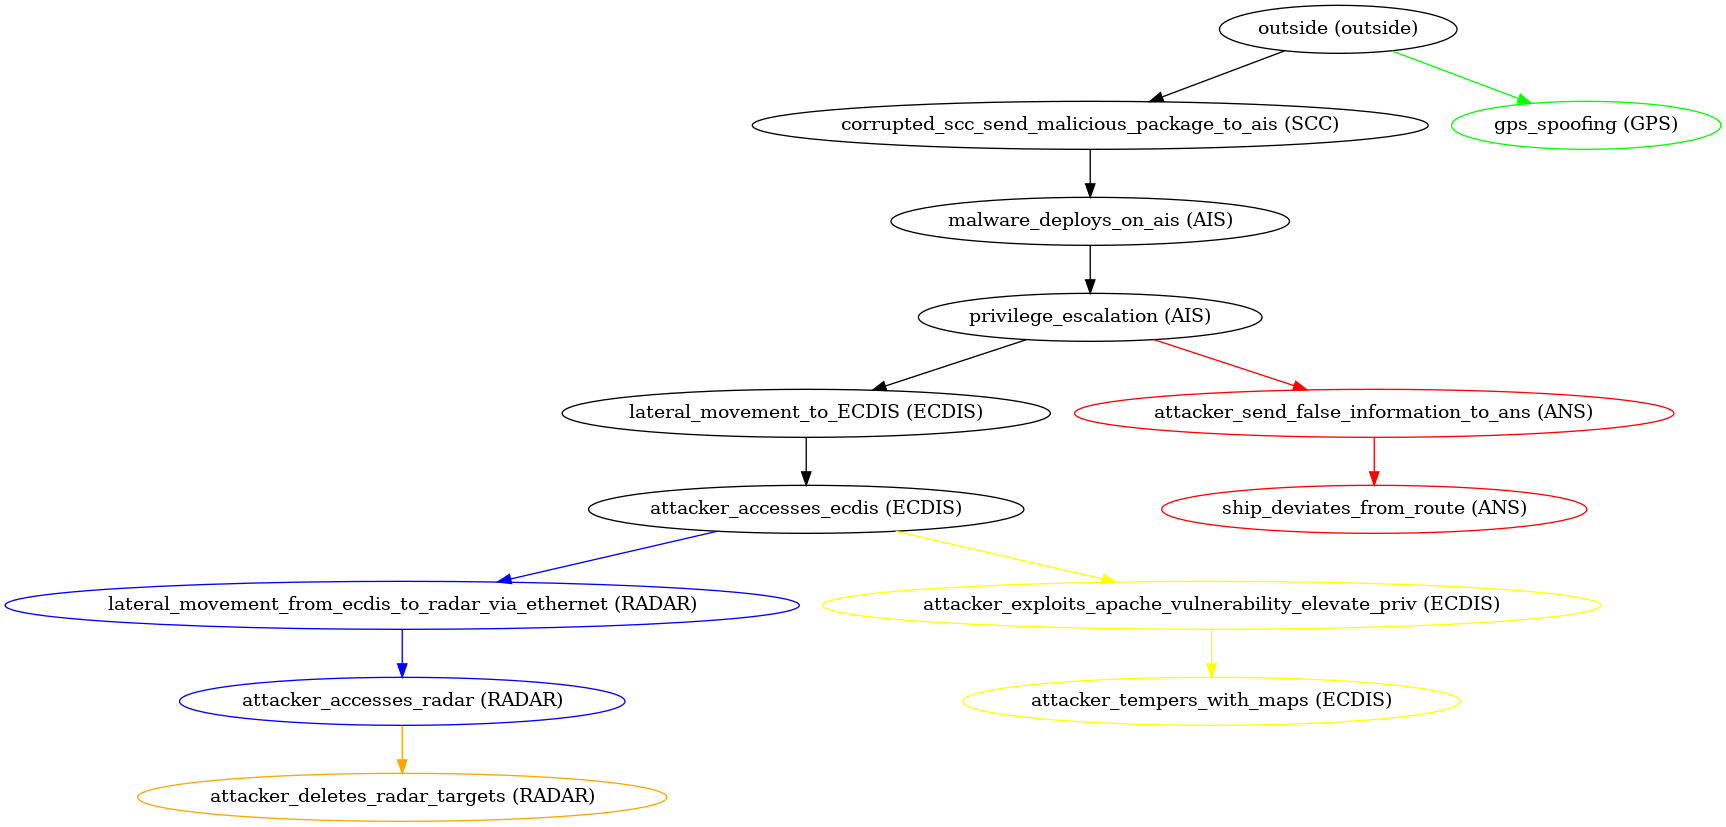 outside (outside)
corrupted_scc_send_malicious_package_to_ais (SCC)
gps_spoofing (GPS)
malware_deploys_on_ais (AIS)
privilege_escalation (AIS)
lateral_movement_to_ECDIS (ECDIS)
attacker_send_false_information_to_ans (ANS)
attacker_accesses_ecdis (ECDIS)
ship_deviates_from_route (ANS)
lateral_movement_from_ecdis_to_radar_via_ethernet (RADAR)
attacker_exploits_apache_vulnerability_elevate_priv (ECDIS)
attacker_accesses_radar (RADAR)
attacker_tempers_with_maps (ECDIS)
attacker_deletes_radar_targets (RADAR)